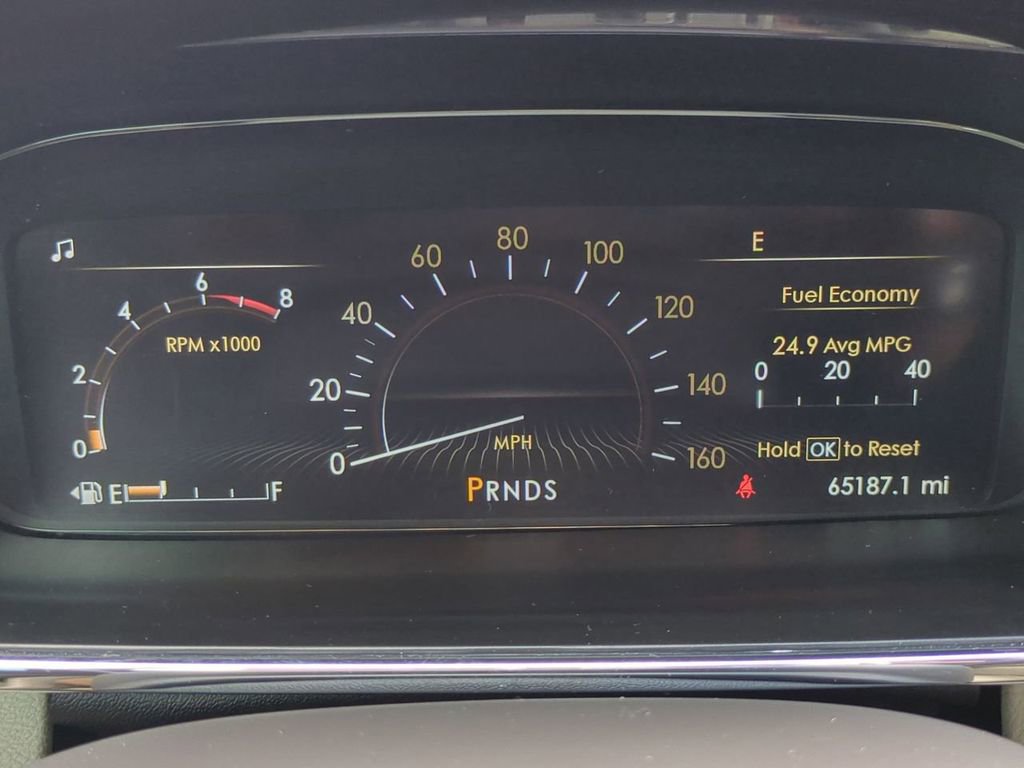 E
0 2 4 6 8
RPM x1000
0 20 40 60 80 100 120 140 160
MPH
Fuel Economy
24.9 Avg MPG
0 20 40
Hold OK to Reset
E F
PRNDS
65187.1 mi